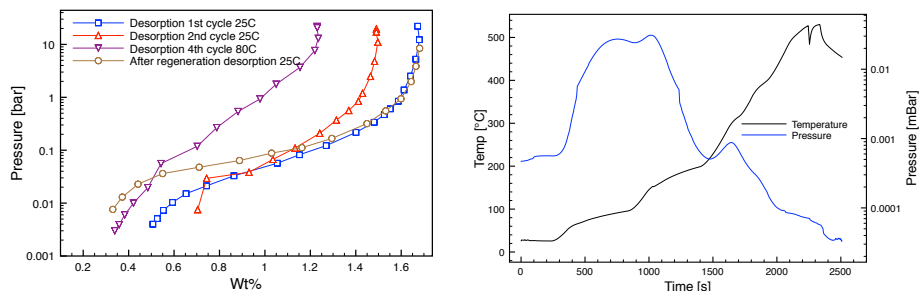 Desorption 1st cycle 25C
Desorption 2nd cycle 25C
Desorption 4th cycle 80C
After regeneration desorption 25C
Pressure [bar]
10
1
0.1
0.01
0.001
0.2 0.4 0.6 0.8 1 1.2 1.4 1.6
Wt%
Temp [°C]
500
400
300
200
100
0
Temperature
Pressure
0.01
0.001
0.0001
Pressure [mBar]
0 500 1000 1500 2000 2500
Time [s]